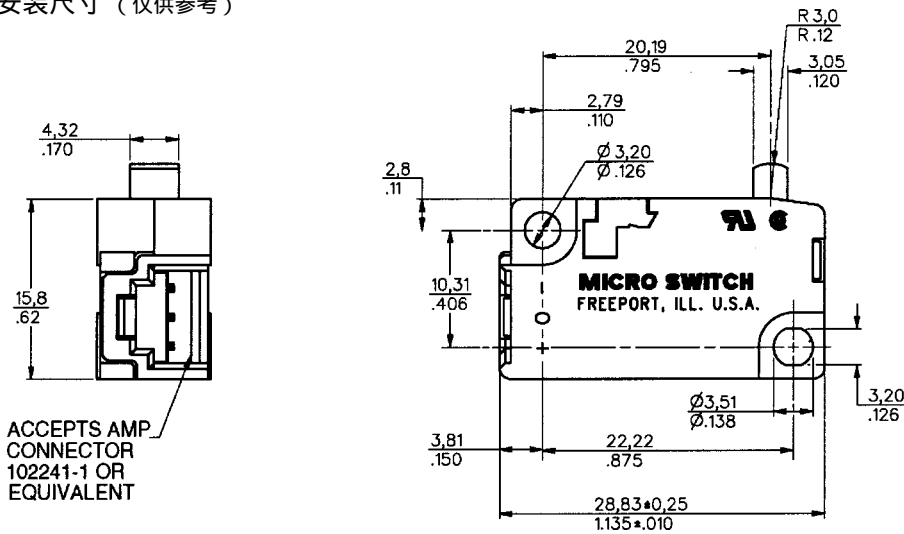 安装尺寸（仅供参考）
R 3,0
R .12
20,19
.795
3,05
.120
2,79
.110
4,32
.170
Ø 3,20
Ø .126
2,8
.11
15,8
.62
10,31
.406
MICRO SWITCH
FREEPORT, ILL. U.S.A.
ACCEPTS AMP
CONNECTOR
102241-1 OR
EQUIVALENT
Ø3,51
Ø.138
3,20
.126
3,81
.150
22,22
.875
28,83±0,25
1.135±.010